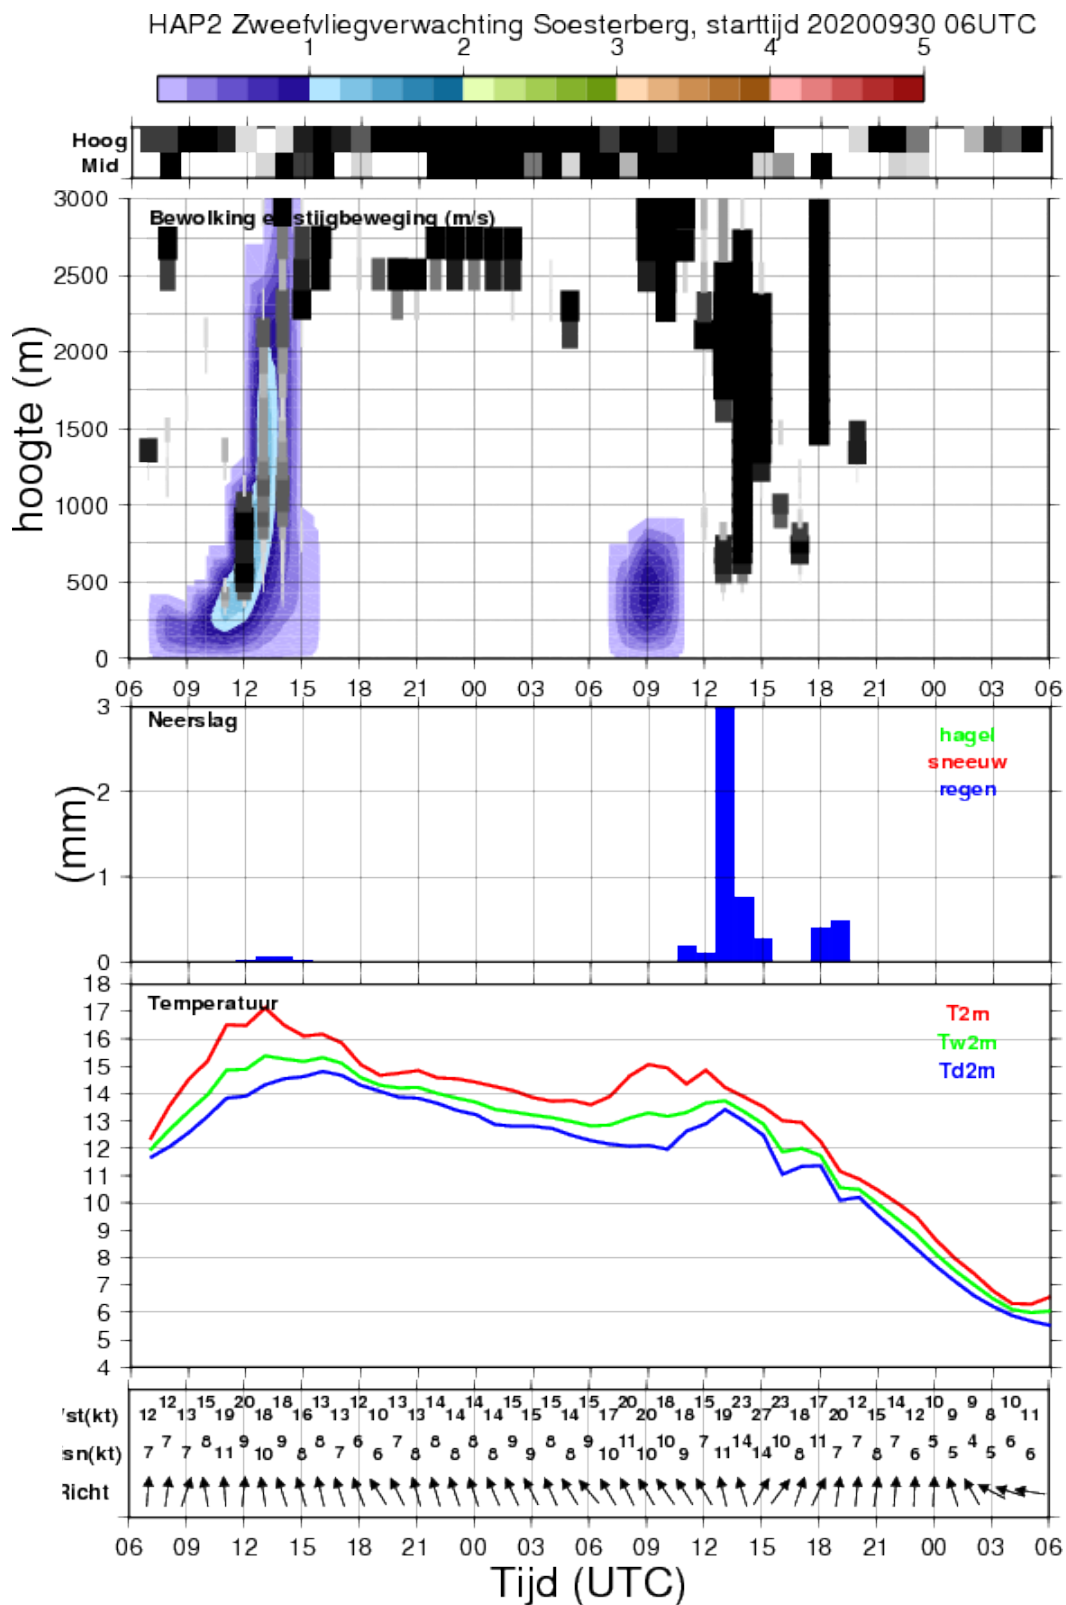 HAP2 Zweefvliegverwachting Soesterberg, starttijd 20200930 06UTC
1 2 3 4 5
Hoog
Mid
Bewolking e stijgbeweging (m/s)
3000
2500
2000
1500
1000
500
0
hoogte (m)
06 09 12 15 18 21 00 03 06 09 12 15 18 21 00 03 06
Neerslag
3
2
1
0
(mm)
hagel
sneeuw
regen
Temperatuur
18
17
16
15
14
13
12
11
10
9
8
7
6
5
4
T2m
Tw2m
Td2m
'st(kt) 12 12 13 15 19 20 18 18 16 13 13 12 10 13 13 14 14 14 14 15 15 15 14 15 17 20 20 18 18 15 19 23 27 23 18 17 20 12 15 14 12 10 9 9 8 10 11
sn(kt) 7 7 7 8 11 9 10 9 8 8 7 6 6 7 8 8 8 8 8 9 9 8 8 9 10 11 10 10 9 7 11 14 14 10 8 11 7 7 8 7 6 5 5 4 5 6 6
Richt
06 09 12 15 18 21 00 03 06 09 12 15 18 21 00 03 06
Tijd (UTC)